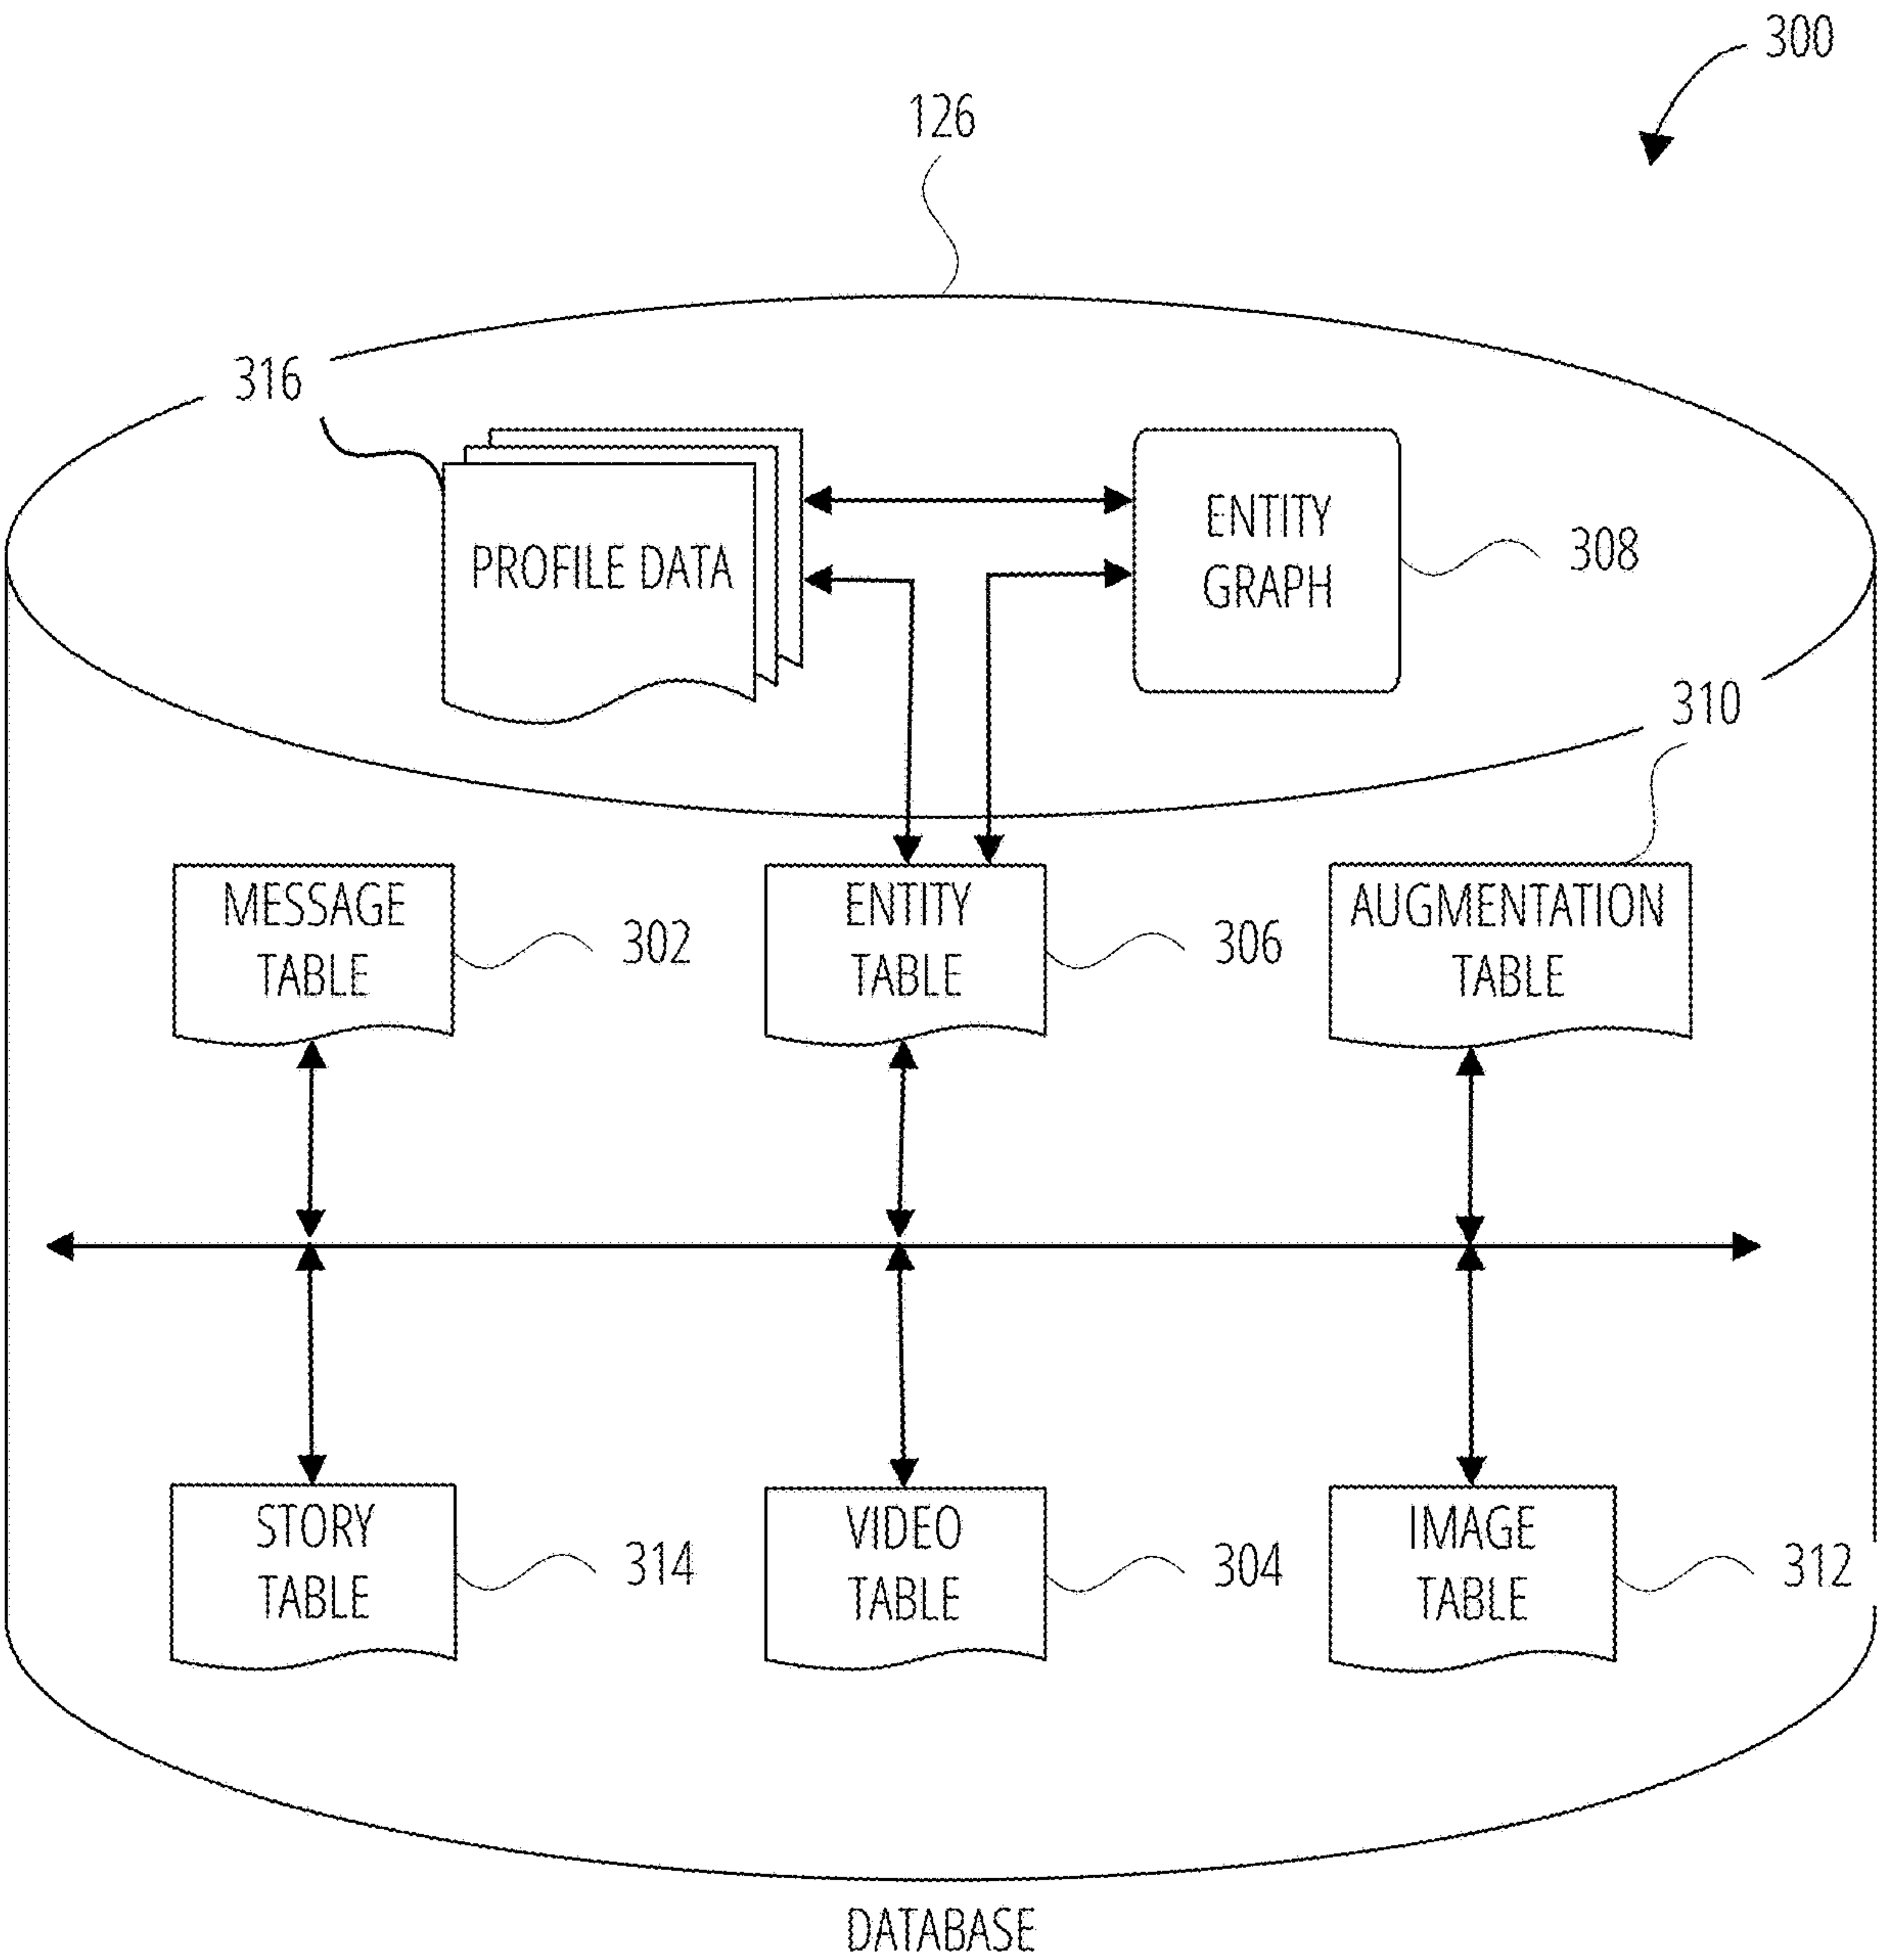 300
126
316
PROFILE DATA
ENTITY
GRAPH
308
310
MESSAGE
TABLE
302
ENTITY
TABLE
306
AUGMENTATION
TABLE
STORY
TABLE
314
VIDEO
TABLE
304
IMAGE
TABLE
312
DATABASE